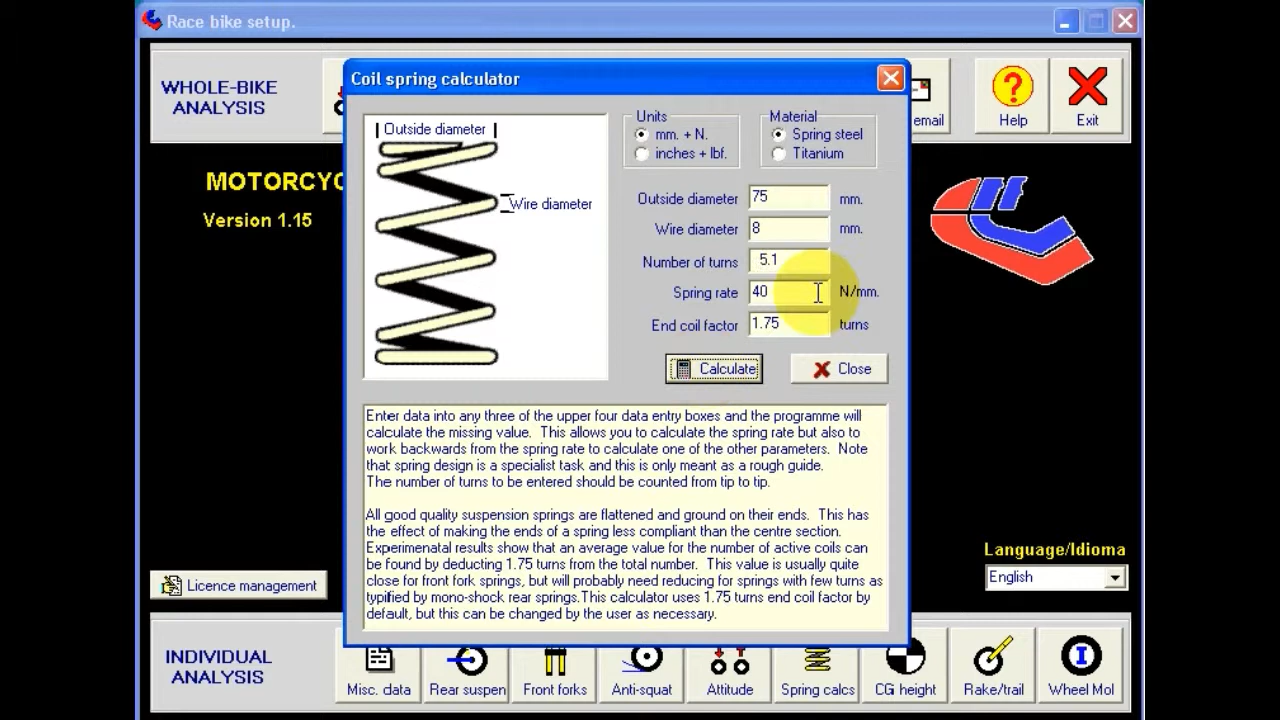 Race bike setup.
WHOLE-BIKE
ANALYSIS
email
Help
Exit
MOTORCYC
Version 1.15
Coil spring calculator
Outside diameter
Wire diameter
Units
mm. + N.
inches + lbf.
Material
Spring steel
Titanium
Outside diameter 75 mm.
Wire diameter 8 mm.
Number of turns 5.1
Spring rate 40 N/mm.
End coil factor 1.75 turns
Calculate
Close
Enter data into any three of the upper four data entry boxes and the programme will
calculate the missing value. This allows you to calculate the spring rate but also to
work backwards from the spring rate to calculate one of the other parameters. Note
that spring design is a specialist task and this is only meant as a rough guide.
The number of turns to be entered should be counted from tip to tip.
All good quality suspension springs are flattened and ground on their ends. This has
the effect of making the ends of a spring less compliant than the centre section.
Experimenatal results show that an average value for the number of active coils can
be found by deducting 1.75 turns from the total number. This value is usually quite
close for front fork springs, but will probably need reducing for springs with few turns as
typified by mono-shock rear springs.This calculator uses 1.75 turns end coil factor by
default, but this can be changed by the user as necessary.
Language/Idioma
English
Licence management
INDIVIDUAL
ANALYSIS
Misc. data
Rear suspen
Front forks
Anti-squat
Attitude
Spring calcs
CG height
Rake/trail
Wheel MoI